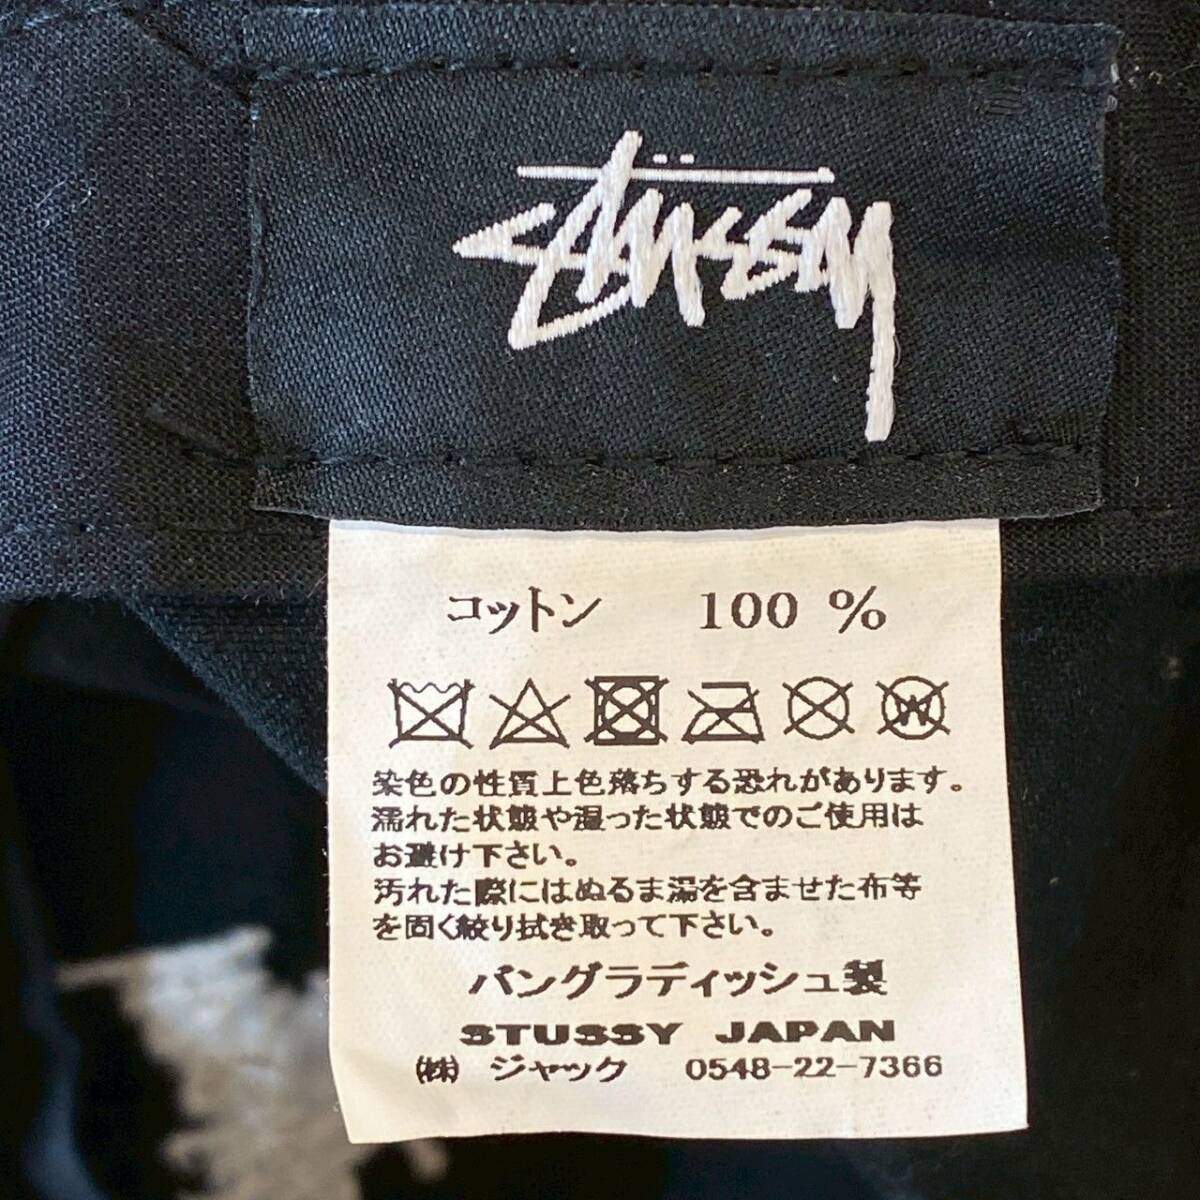 STÜSSY
コットン 100 %
W
染色の性質上色落ちする恐れがあります。
濡れた状態や湿った状態でのご使用は
お避け下さい。
汚れた際にはぬるま湯を含ませた布等
を固く絞り拭き取って下さい。
バングラディッシュ製
STUSSY JAPAN
㈱ ジャック 0548-22-7366